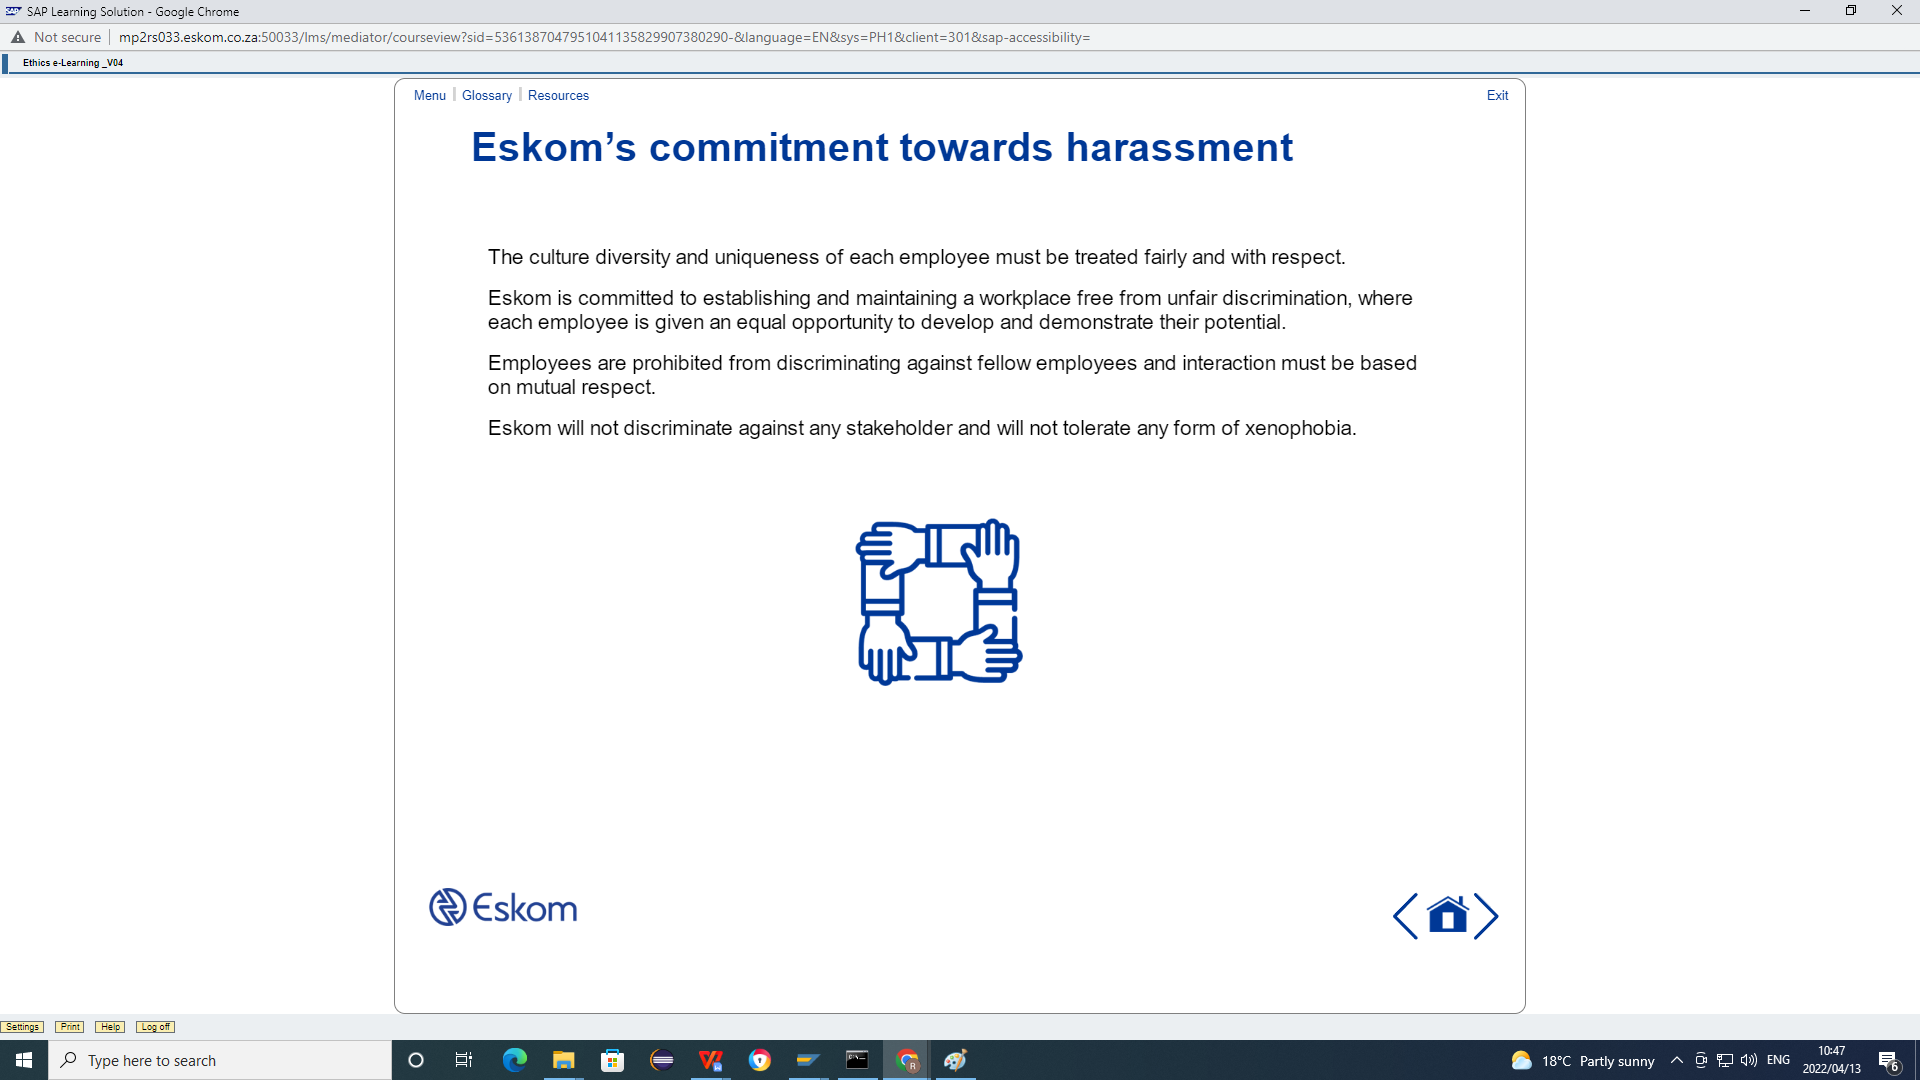 SAP Learning Solution - Google Chrome
Not secure mp2rs033.eskom.co.za:50033/lms/mediator/courseview?sid=53613870479510411358299073802​90-&language=EN&sys=PH1&client=301&sap-accessibility=
Ethics e-Learning _V04
Menu Glossary Resources Exit
Eskom’s commitment towards harassment
The culture diversity and uniqueness of each employee must be treated fairly and with respect.
Eskom is committed to establishing and maintaining a workplace free from unfair discrimination, where
each employee is given an equal opportunity to develop and demonstrate their potential.
Employees are prohibited from discriminating against fellow employees and interaction must be based
on mutual respect.
Eskom will not discriminate against any stakeholder and will not tolerate any form of xenophobia.
Eskom
Settings Print Help Log off
Type here to search
18°C Partly sunny ENG
10:47
2022/04/13
6